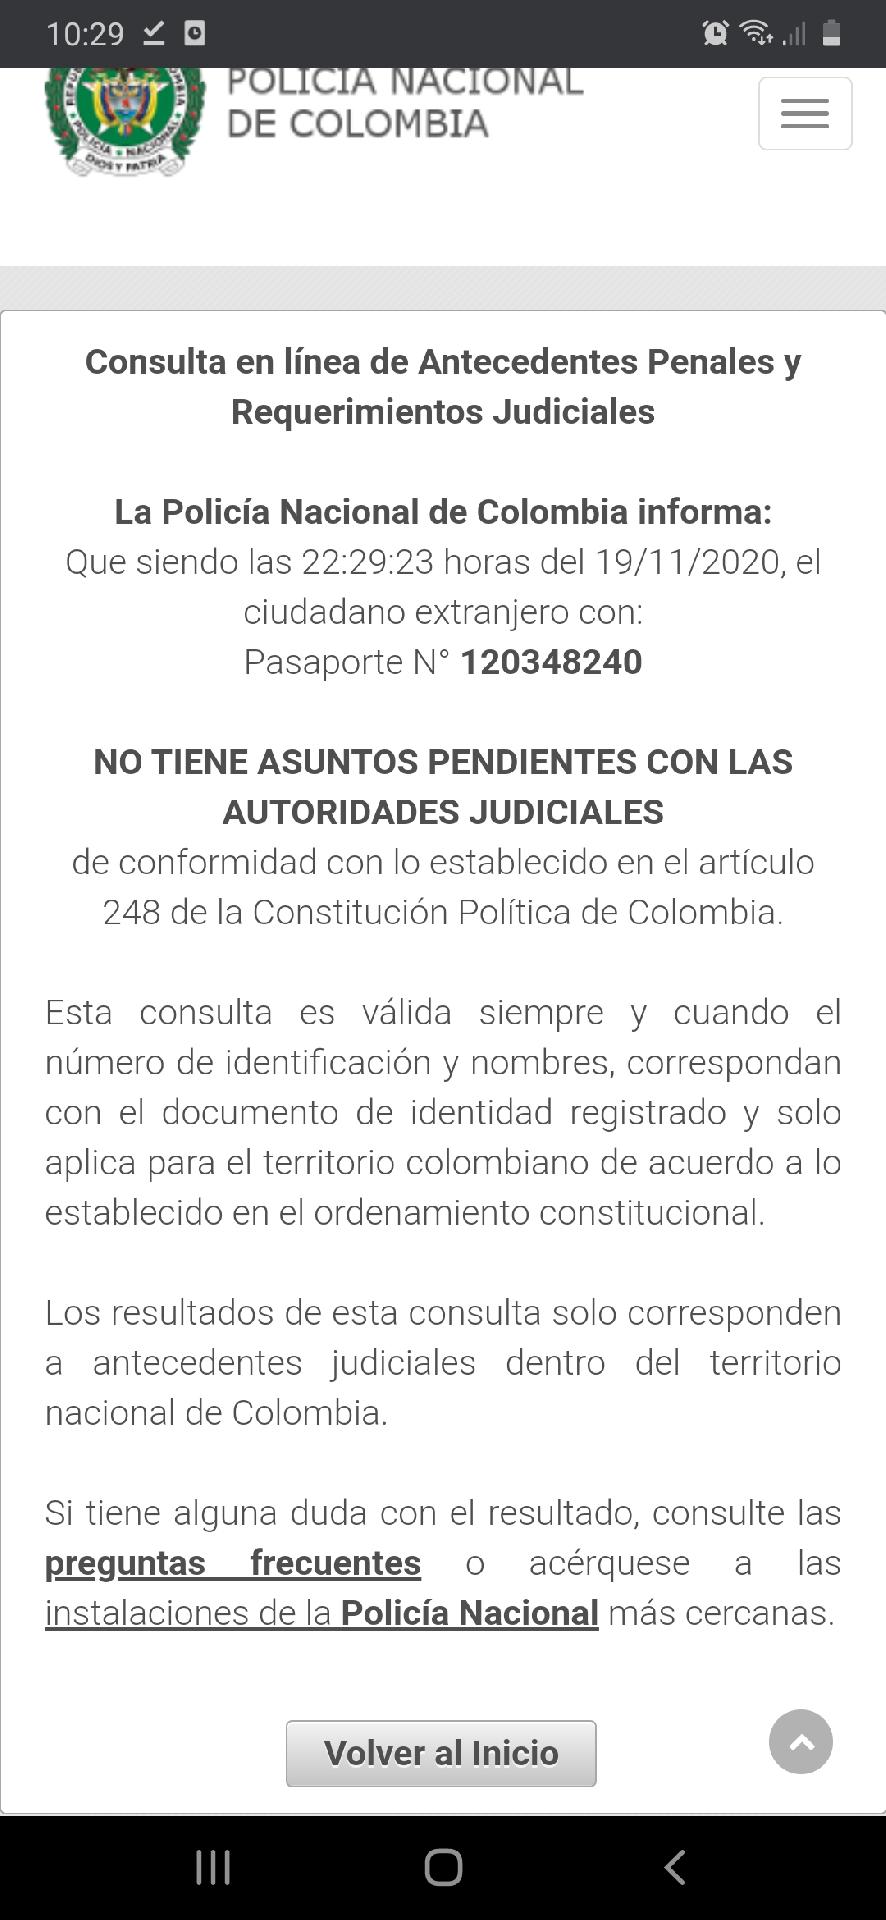 10:29
POLICÍA NACIONAL
DE COLOMBIA
POLICÍA NACIONAL
DIOS Y PATRIA
Consulta en línea de Antecedentes Penales y
Requerimientos Judiciales
La Policía Nacional de Colombia informa:
Que siendo las 22:29:23 horas del 19/11/2020, el
ciudadano extranjero con:
Pasaporte N° 120348240
NO TIENE ASUNTOS PENDIENTES CON LAS
AUTORIDADES JUDICIALES
de conformidad con lo establecido en el artículo
248 de la Constitución Política de Colombia.
Esta consulta es válida siempre y cuando el
número de identificación y nombres, correspondan
con el documento de identidad registrado y solo
aplica para el territorio colombiano de acuerdo a lo
establecido en el ordenamiento constitucional.
Los resultados de esta consulta solo corresponden
a antecedentes judiciales dentro del territorio
nacional de Colombia.
Si tiene alguna duda con el resultado, consulte las
preguntas frecuentes o acérquese a las
instalaciones de la Policía Nacional más cercanas.
Volver al Inicio